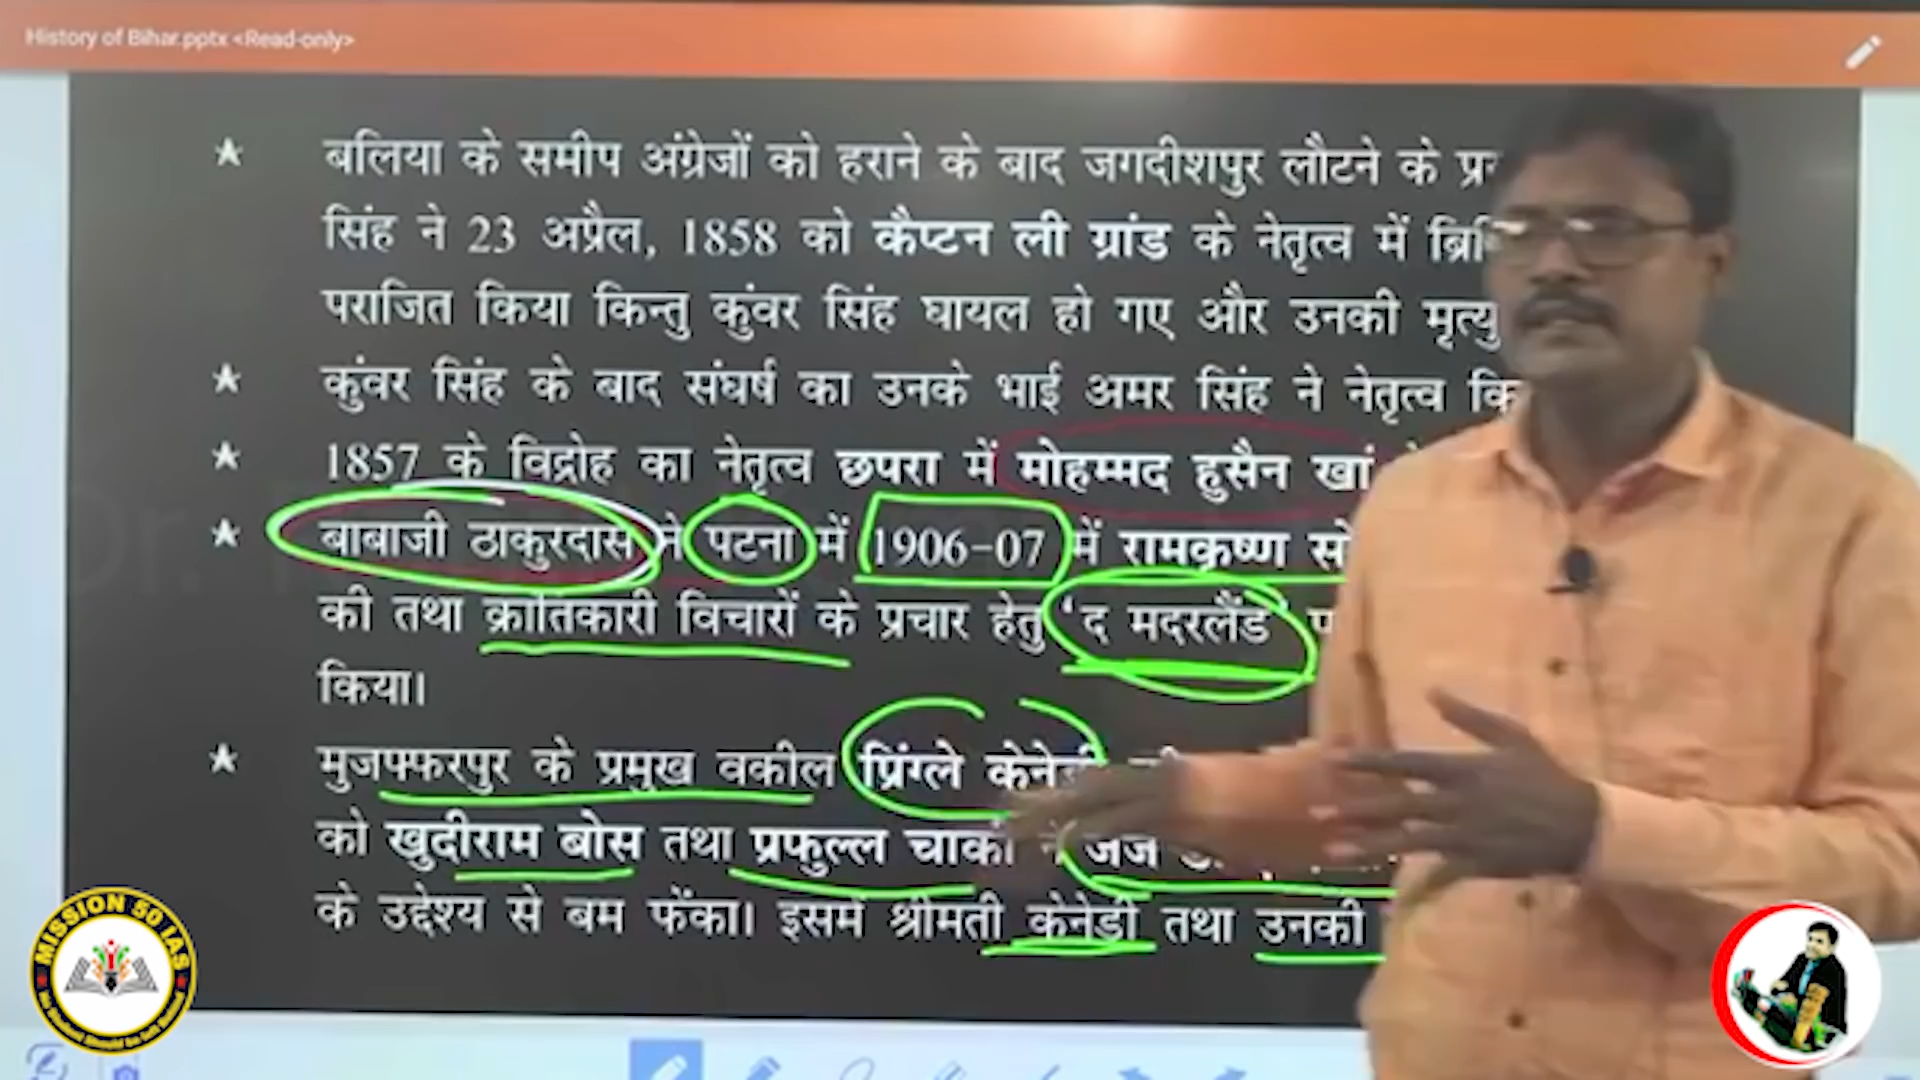 History of Bihar.pptx <Read-only>
★ बलिया के समीप अंग्रेजों को हराने के बाद जगदीशपुर लौटने के
सिंह ने 23 अप्रैल, 1858 को कैप्टन ली ग्रांड के नेतृत्व में
पराजित किया किन्तु कुंवर सिंह घायल हो गए और उनकी मृत्यु
★ कुंवर सिंह के बाद संघर्ष का उनके भाई अमर सिंह ने नेतृत्व
★ 1857 के विद्रोह का नेतृत्व छपरा में मोहम्मद हुसैन खां
★ बाबाजी ठाकुरदास ने पटना में 1906-07 में रामकृष्ण
की तथा क्रांतिकारी विचारों के प्रचार हेतु 'द मदरलैंड'
किया।
★ मुजफ्फरपुर के प्रमुख वकील प्रिंग्ले केनेडी
को खुदीराम बोस तथा प्रफुल्ल चाकी ने जज
के उद्देश्य से बम फेंका। इसमें श्रीमती केनेडी तथा उनकी
MISSION 50 IAS